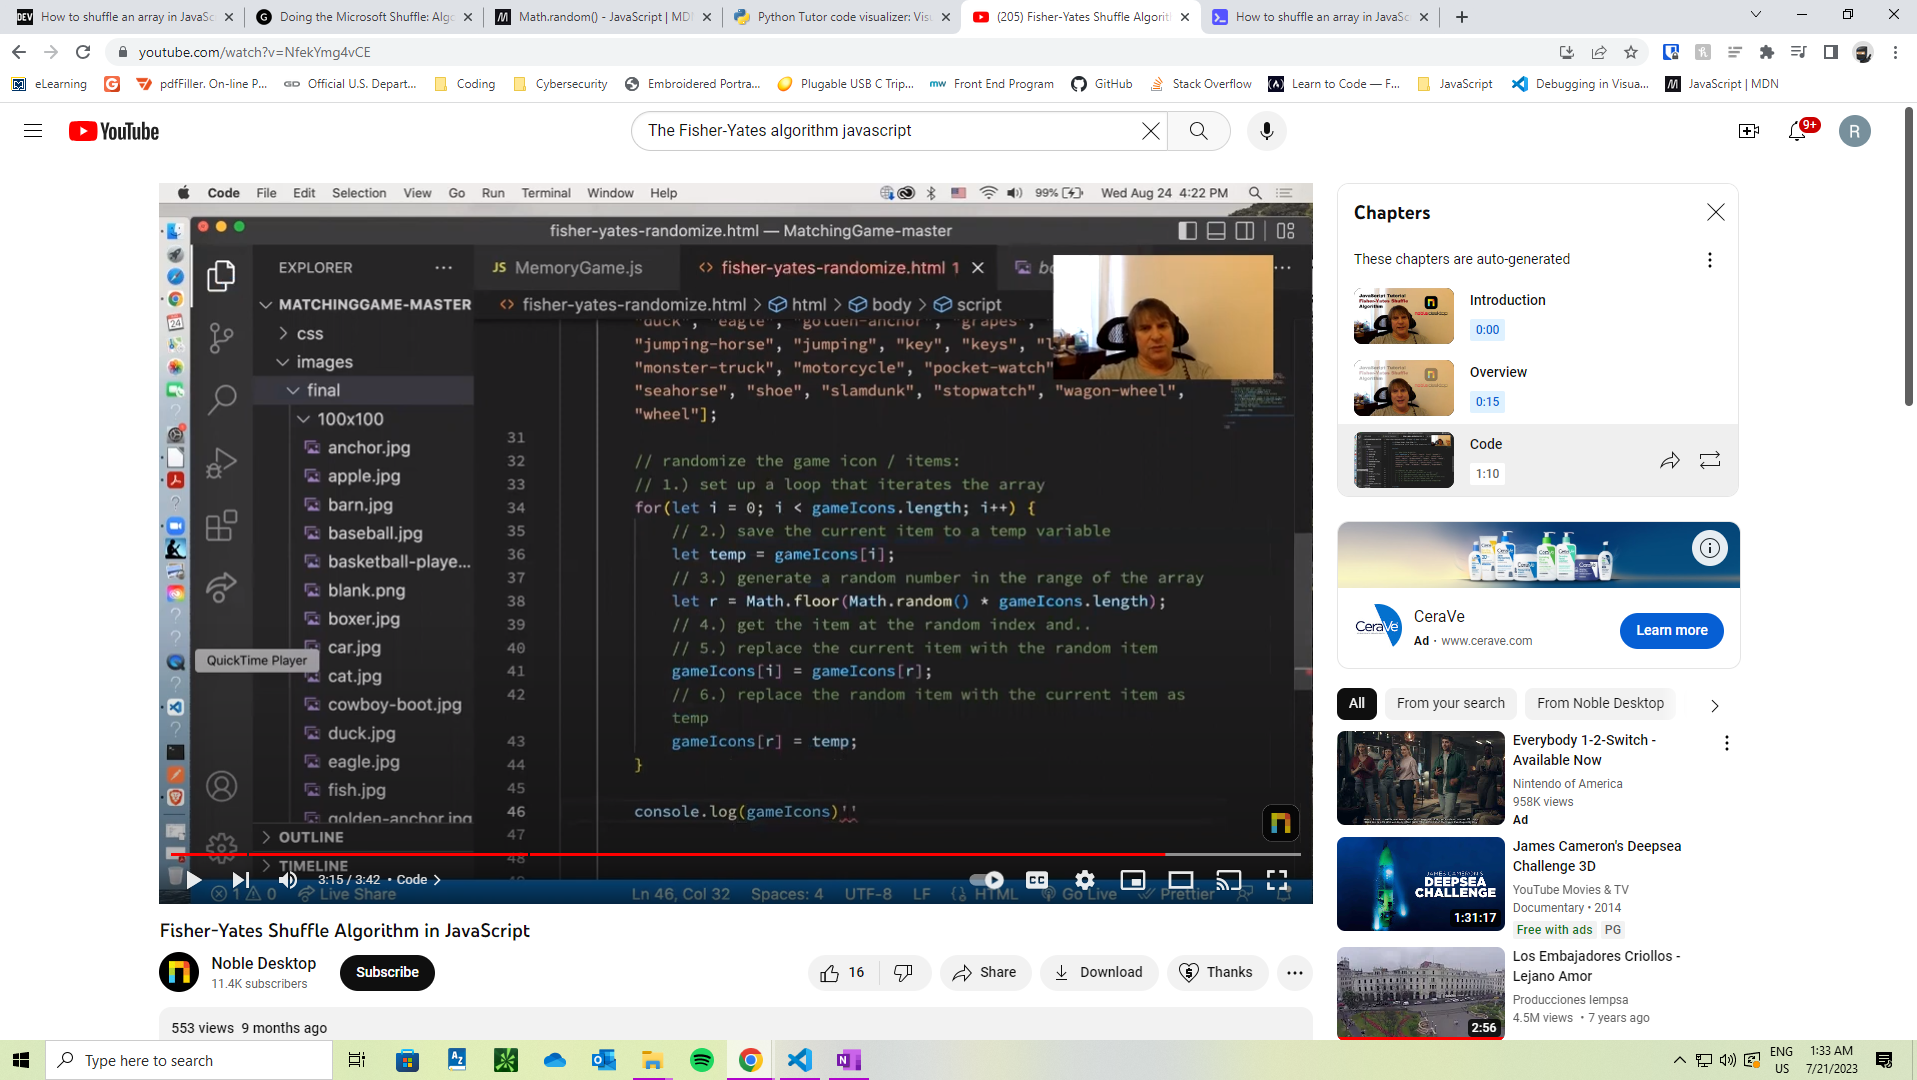 How to shuffle an array in JavaSc
Doing the Microsoft Shuffle: Algo
Math.random() - JavaScript | MDN
Python Tutor code visualizer: Visu
(205) Fisher-Yates Shuffle Algorith
How to shuffle an array in JavaSc
youtube.com/watch?v=NfekYmg4vCE
eLearning
pdfFiller. On-line P...
Official U.S. Depart...
Coding
Cybersecurity
Embroidered Portra...
Plugable USB C Trip...
Front End Program
GitHub
Stack Overflow
Learn to Code — F...
JavaScript
Debugging in Visua...
JavaScript | MDN
YouTube
The Fisher-Yates algorithm javascript
9+
R
Code File Edit Selection View Go Run Terminal Window Help
99%
Wed Aug 24 4:22 PM
fisher-yates-randomize.html — MatchingGame-master
EXPLORER
JS MemoryGame.js
fisher-yates-randomize.html 1
fisher-yates-randomize.html > html > body > script
MATCHINGGAME-MASTER
css
images
final
100x100
anchor.jpg
apple.jpg
barn.jpg
baseball.jpg
basketball-playe...
blank.png
boxer.jpg
car.jpg
cat.jpg
cowboy-boot.jpg
duck.jpg
eagle.jpg
fish.jpg
golden-anchor.jpg
OUTLINE
TIMELINE
QuickTime Player
"duck", "eagle", "golden-anchor", "grapes",
"jumping-horse", "jumping", "key", "keys", "l
"monster-truck", "motorcycle", "pocket-watch"
"seahorse", "shoe", "slamdunk", "stopwatch", "wagon-wheel",
"wheel"];
31
32 // randomize the game icon / items:
33 // 1.) set up a loop that iterates the array
34 for(let i = 0; i < gameIcons.length; i++) {
35 // 2.) save the current item to a temp variable
36 let temp = gameIcons[i];
37 // 3.) generate a random number in the range of the array
38 let r = Math.floor(Math.random() * gameIcons.length);
39 // 4.) get the item at the random index and..
40 // 5.) replace the current item with the random item
41 gameIcons[i] = gameIcons[r];
42 // 6.) replace the random item with the current item as
temp
43 gameIcons[r] = temp;
44 }
45
46 console.log(gameIcons)''
47
48
3:15 / 3:42 • Code
1 0 Live Share
Ln 46, Col 32 Spaces: 4 UTF-8 LF HTML Go Live Prettier
Fisher-Yates Shuffle Algorithm in JavaScript
Noble Desktop
11.4K subscribers
Subscribe
16
Share
Download
Thanks
553 views 9 months ago
Chapters
These chapters are auto-generated
Introduction
0:00
Overview
0:15
Code
1:10
CeraVe
CeraVe
Ad · www.cerave.com
Learn more
All
From your search
From Noble Desktop
Everybody 1-2-Switch -
Available Now
Nintendo of America
958K views
Ad
JAMES CAMERON'S
DEEPSEA
CHALLENGE
1:31:17
James Cameron's Deepsea
Challenge 3D
YouTube Movies & TV
Documentary • 2014
Free with ads PG
2:56
Los Embajadores Criollos -
Lejano Amor
Producciones Iempsa
4.5M views • 7 years ago
Type here to search
ENG
US
1:33 AM
7/21/2023